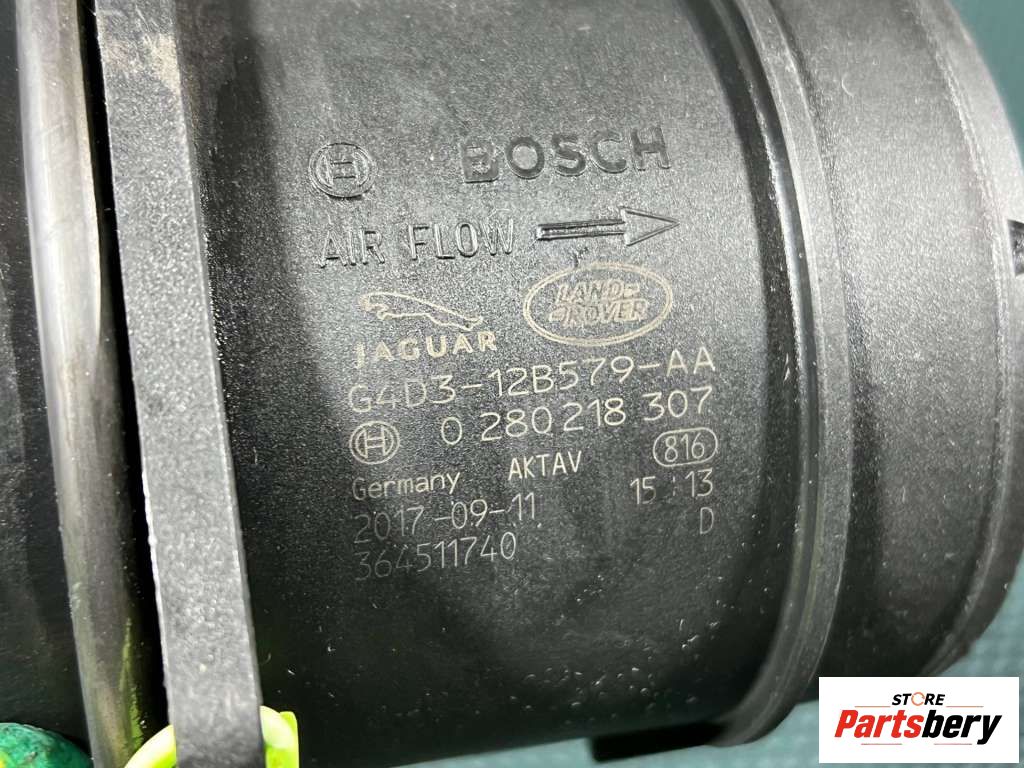 BOSCH
AIR FLOW
JAGUAR
LAND
ROVER
G4D3-12B579-AA
0 280 218 307
816
Germany AKTAV
2017-09-11 15:13
364511740 D
STORE
Partsbery